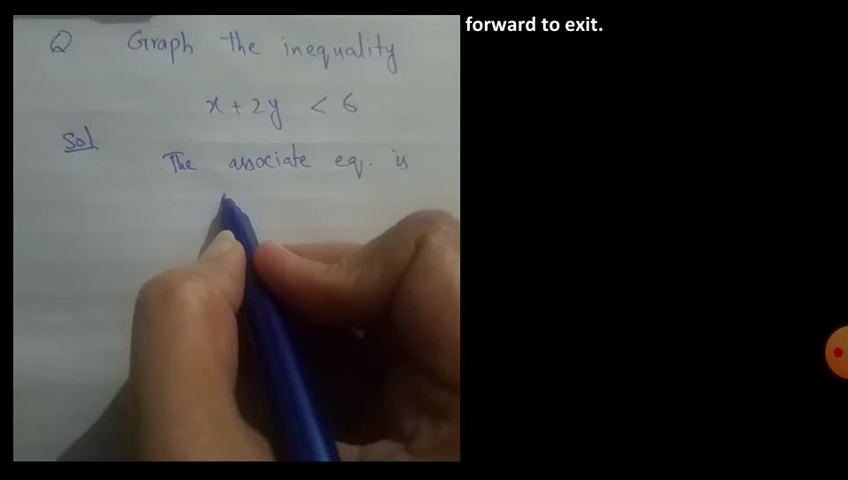 forward to exit.
Q Graph the inequality
x + 2y < 6
Sol
The associate eq. is